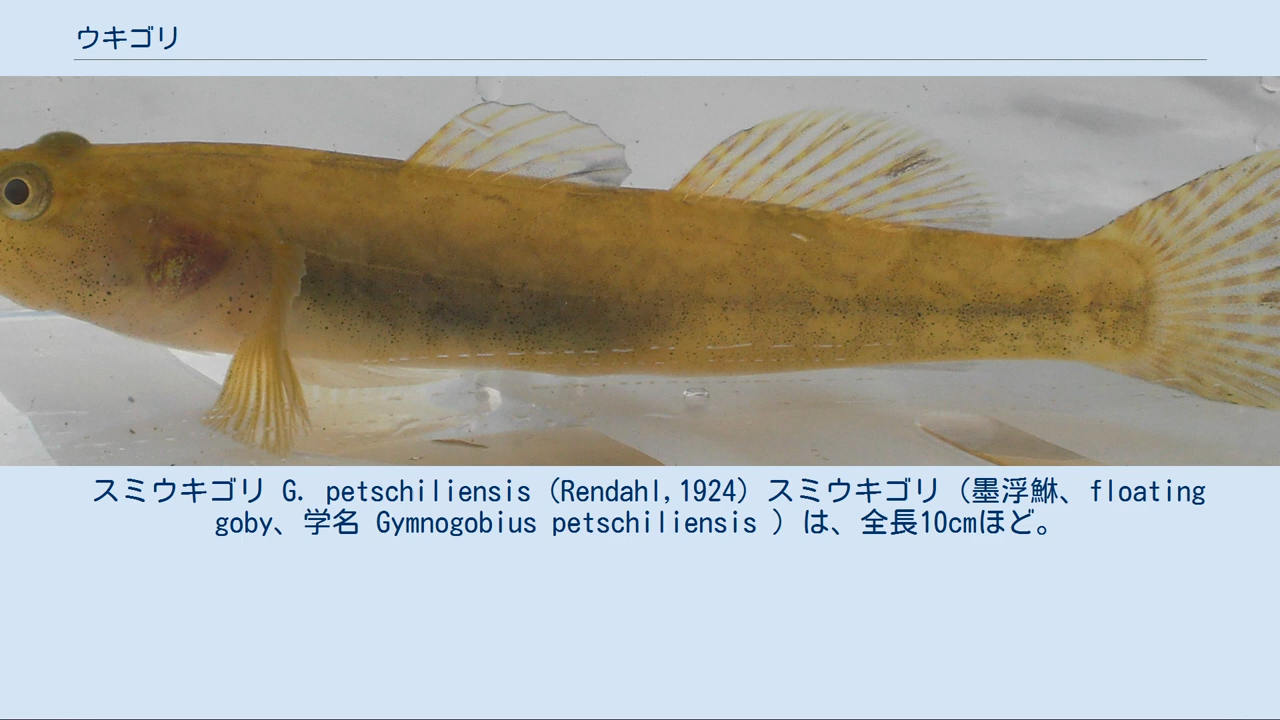 ウキゴリ
スミウキゴリ G. petschiliensis (Rendahl,1924) スミウキゴリ（墨浮鮴、floating
goby、学名 Gymnogobius petschiliensis ）は、全長10cmほど。